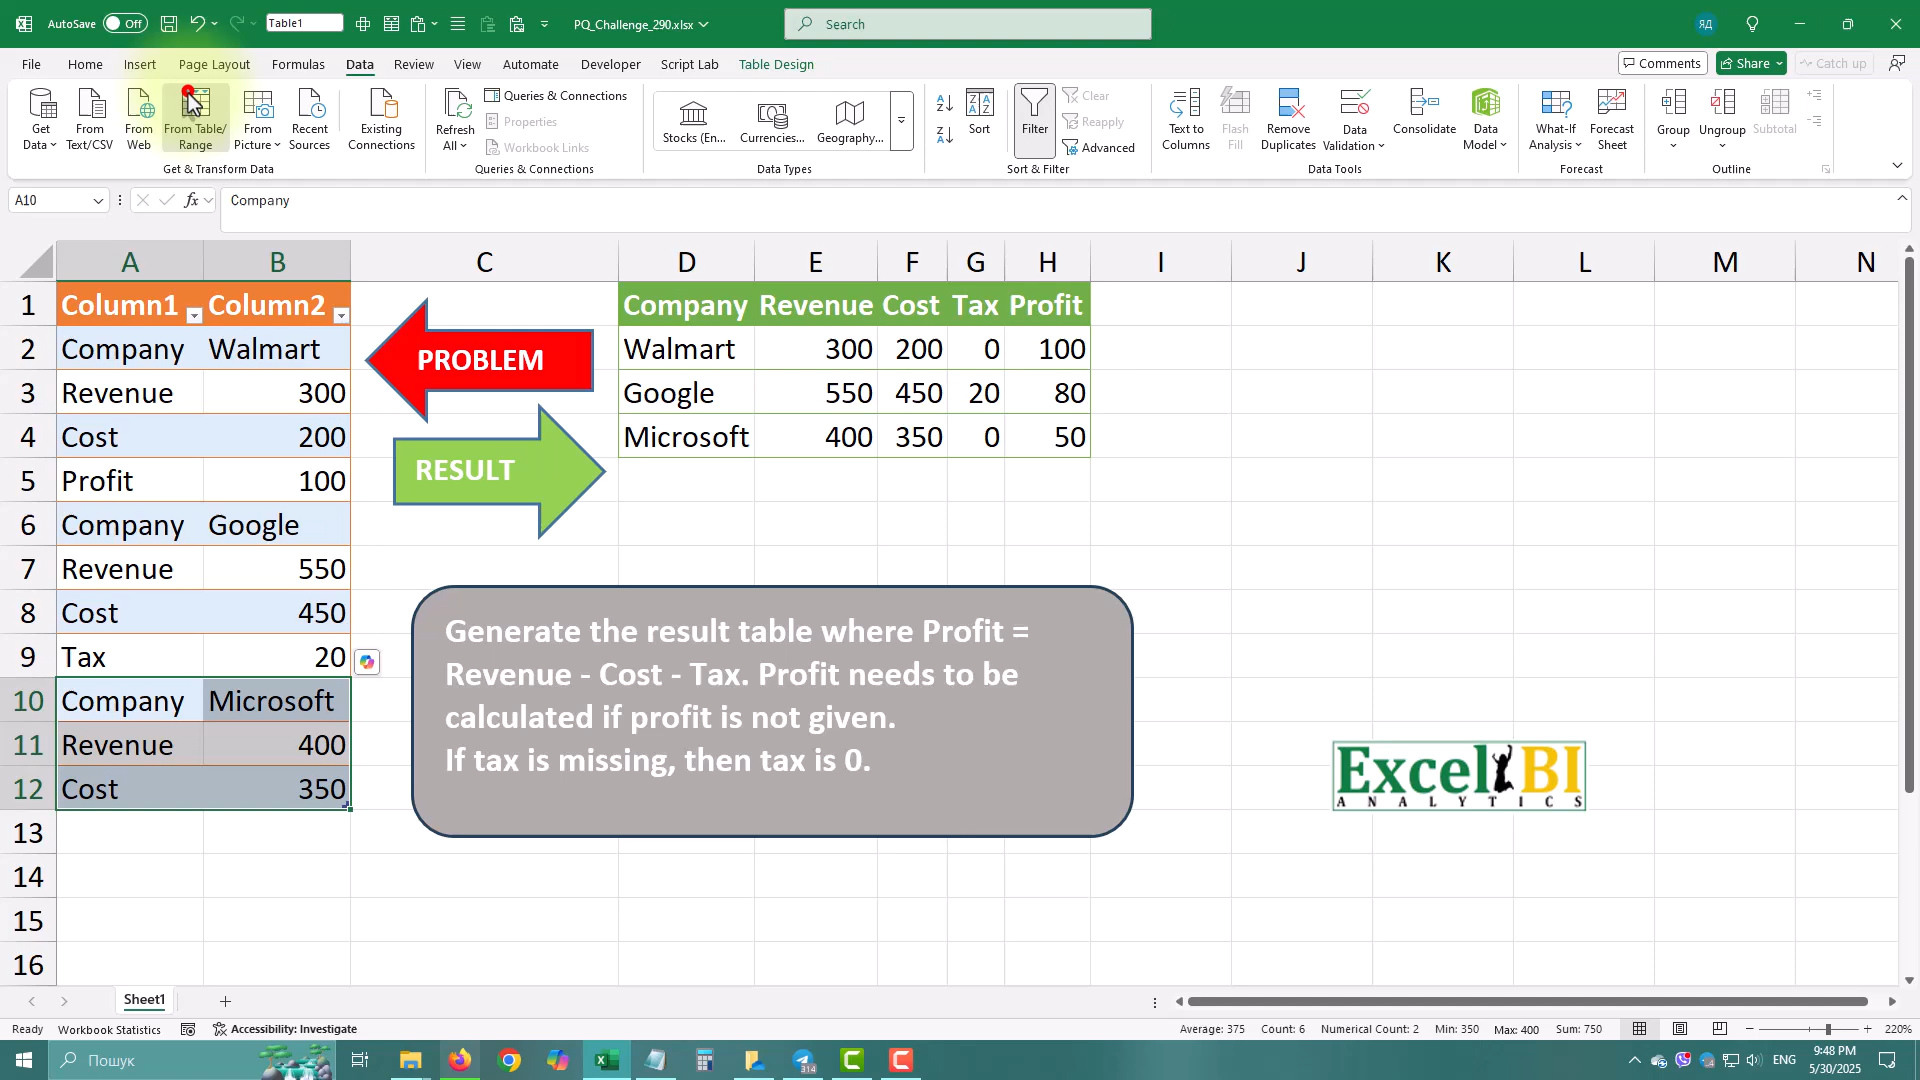 AutoSave Off Table1 PQ_Challenge_290.xlsx Search ЯД
File Home Insert Page Layout Formulas Data Review View Automate Developer Script Lab Table Design Comments Share Catch up
Get Data From Text/CSV From Web From Table/Range From Picture Recent Sources Existing Connections
Get & Transform Data
Refresh All Queries & Connections
Properties
Workbook Links
Queries & Connections
Stocks (En... Currencies... Geography...
Data Types
Sort Filter Clear
Reapply
Advanced
Sort & Filter
Text to Columns Flash Fill Remove Duplicates Data Validation Consolidate Data Model
Data Tools
What-If Analysis Forecast Sheet
Forecast
Group Ungroup Subtotal
Outline
A10 fx Company
A B C D E F G H I J K L M N
1 Column1 Column2 Company Revenue Cost Tax Profit
2 Company Walmart Walmart 300 200 0 100
3 Revenue 300 Google 550 450 20 80
4 Cost 200 Microsoft 400 350 0 50
5 Profit 100
6 Company Google
7 Revenue 550
8 Cost 450
9 Tax 20
10 Company Microsoft
11 Revenue 400
12 Cost 350
13
14
15
16
PROBLEM
RESULT
Generate the result table where Profit =
Revenue - Cost - Tax. Profit needs to be
calculated if profit is not given.
If tax is missing, then tax is 0.
Excel BI
ANALYTICS
Sheet1
Ready Workbook Statistics Accessibility: Investigate Average: 375 Count: 6 Numerical Count: 2 Min: 350 Max: 400 Sum: 750 220%
Пошук 314 ENG 9:48 PM
5/30/2025